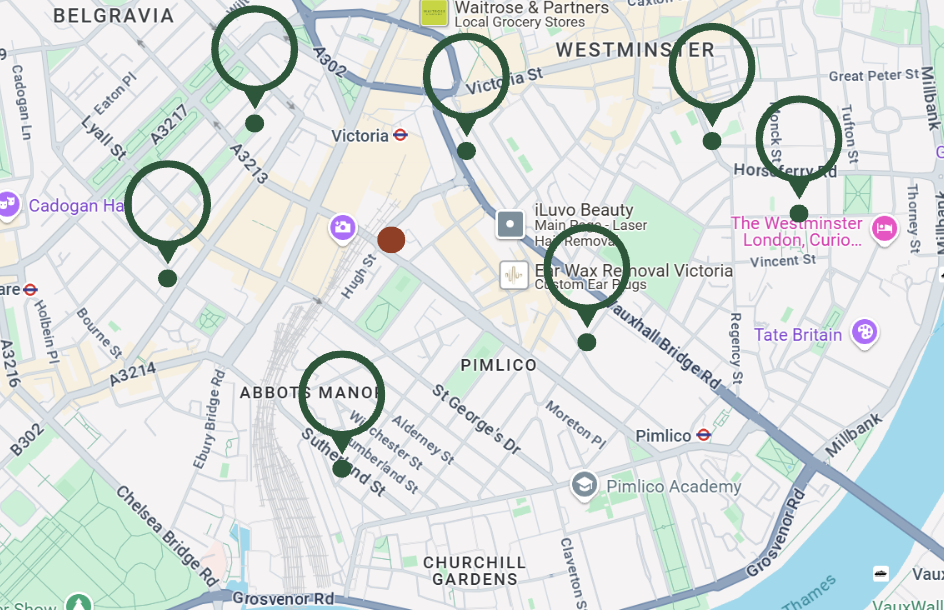 BELGRAVIA
Waitrose & Partners
Local Grocery Stores
WESTMINSTER
A302
Victoria St
Great Peter St
Millbank
Cadogan Ln
Eaton Pl
A3217
Lyall St
A3213
Victoria
Monck St
Tufton St
Horseferry Rd
Cadogan Ha
Thorney St
iLuvo Beauty
Main Page - Laser
Hair Removal
The Westminster
London, Curio...
Vincent St
Hugh St
Ear Wax Removal Victoria
Custom Ear Plugs
are
Holbein Pl
Bourne St
Vauxhall Bridge Rd
Regency St
Tate Britain
A3216
A3214
PIMLICO
ABBOTS MANOR
Ebury Bridge Rd
St George's Dr
Moreton Pl
Alderney St
Winchester St
Cumberland St
Sutherland St
B302
Pimlico
Millbank
Pimlico Academy
Chelsea Bridge Rd
Grosvenor Rd
Claverton St
CHURCHILL
GARDENS
Grosvenor Rd
Thames
Vaux
r Show
VauxWall